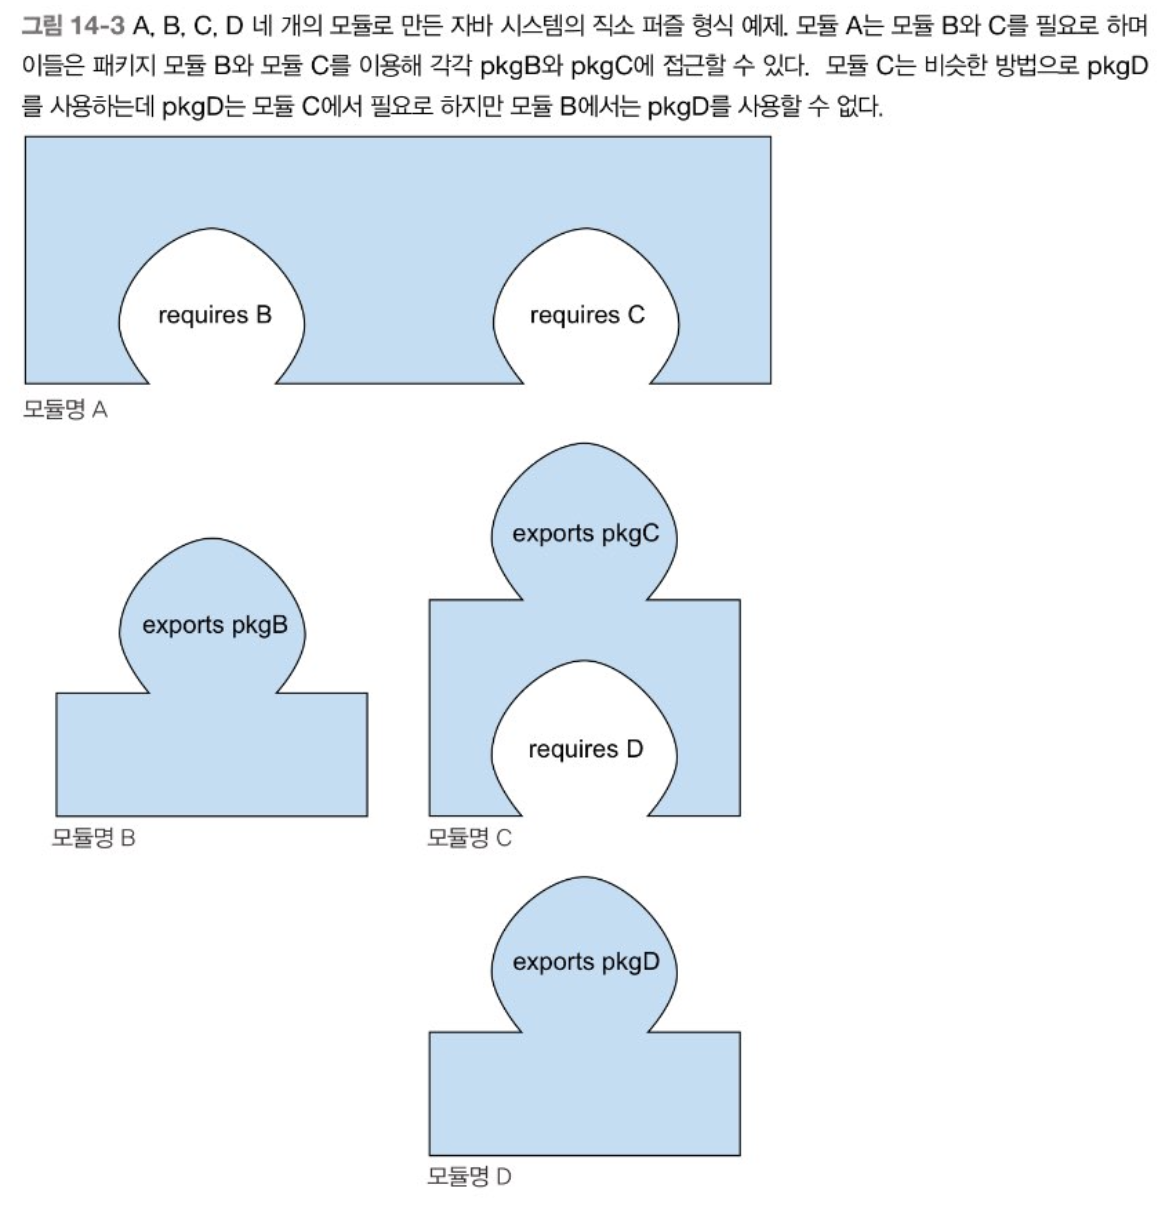 그림 14-3 A, B, C, D 네 개의 모듈로 만든 자바 시스템의 직소 퍼즐 형식 예제. 모듈 A는 모듈 B와 C를 필요로 하며
이들은 패키지 모듈 B와 모듈 C를 이용해 각각 pkgB와 pkgC에 접근할 수 있다. 모듈 C는 비슷한 방법으로 pkgD
를 사용하는데 pkgD는 모듈 C에서 필요로 하지만 모듈 B에서는 pkgD를 사용할 수 없다.
requires B
requires C
모듈명 A
exports pkgC
exports pkgB
requires D
모듈명 B
모듈명 C
exports pkgD
모듈명 D